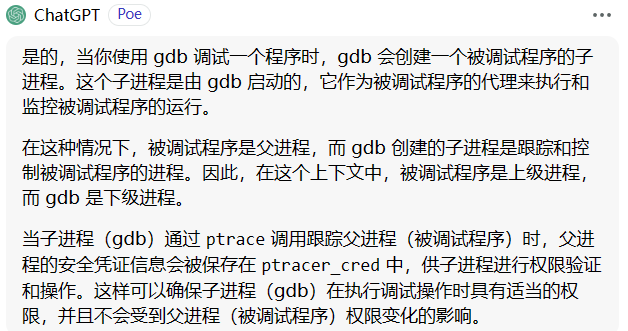 ChatGPT Poe
是的，当你使用 gdb 调试一个程序时，gdb 会创建一个被调试程序的子
进程。这个子进程是由 gdb 启动的，它作为被调试程序的代理来执行和
监控被调试程序的运行。
在这种情况下，被调试程序是父进程，而 gdb 创建的子进程是跟踪和控
制被调试程序的进程。因此，在这个上下文中，被调试程序是上级进程，
而 gdb 是下级进程。
当子进程（gdb）通过 ptrace 调用跟踪父进程（被调试程序）时，父进
程的安全凭证信息会被保存在 ptracer_cred 中，供子进程进行权限验证
和操作。这样可以确保子进程（gdb）在执行调试操作时具有适当的权
限，并且不会受到父进程（被调试程序）权限变化的影响。